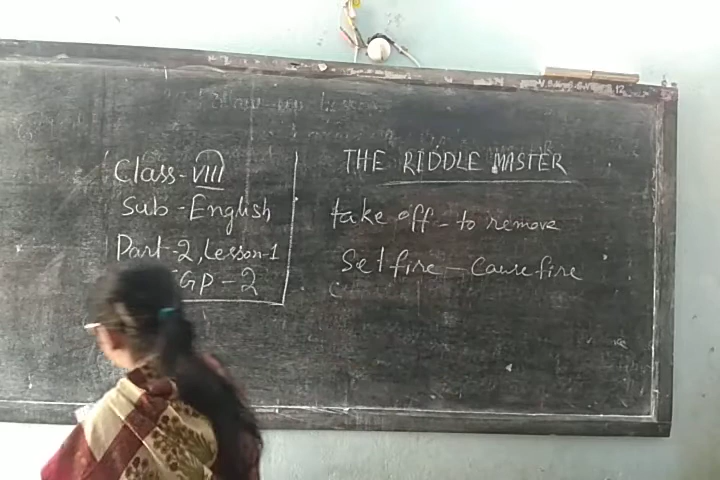 Class - VIII
Sub - English
Part - 2, Lesson - 1
GP - 2
THE RIDDLE MASTER
take off - to remove
Set fire - Cause fire